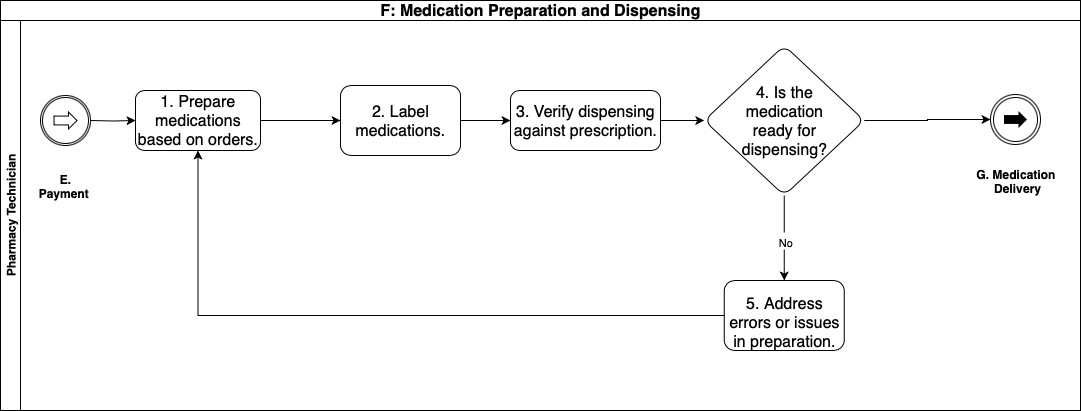 F: Medication Preparation and Dispensing
Pharmacy Technician
E.
Payment
1. Prepare
medications
based on orders.
2. Label
medications.
3. Verify dispensing
against prescription.
4. Is the
medication
ready for
dispensing?
G. Medication
Delivery
No
5. Address
errors or issues
in preparation.